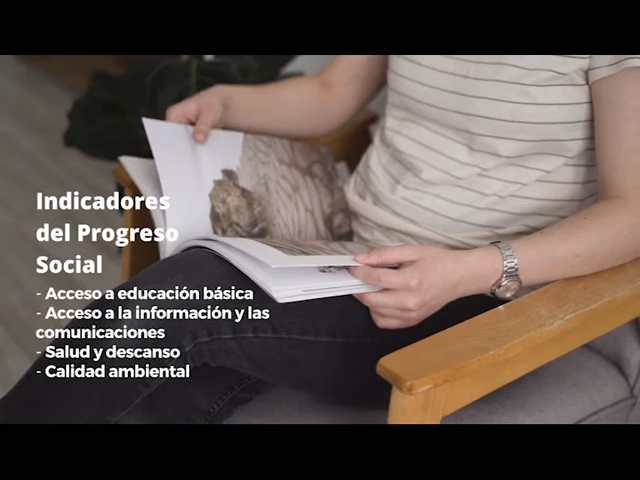 Indicadores
del Progreso
Social
- Acceso a educación básica
- Acceso a la información y las
comunicaciones
- Salud y descanso
- Calidad ambiental